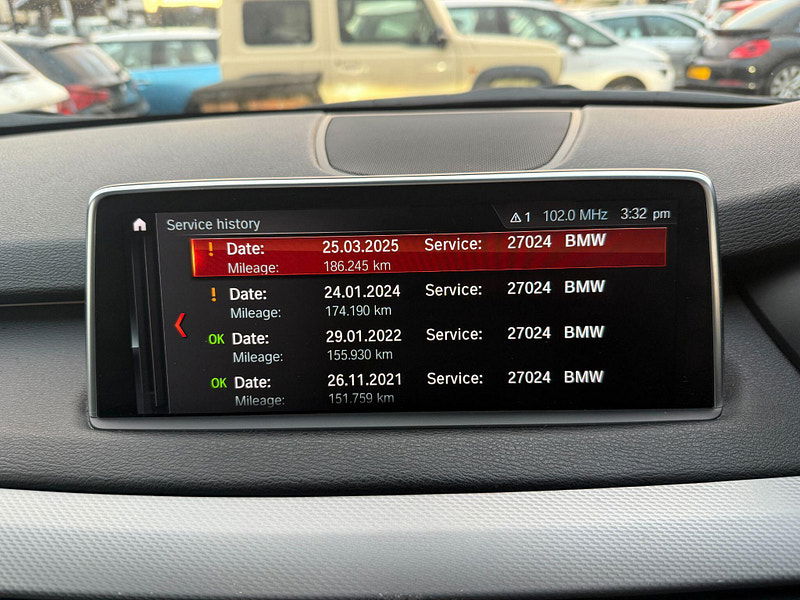 Service history ⚠1 102.0 MHz 3:32 pm
! Date: 25.03.2025 Service: 27024 BMW
Mileage: 186.245 km
! Date: 24.01.2024 Service: 27024 BMW
Mileage: 174.190 km
OK Date: 29.01.2022 Service: 27024 BMW
Mileage: 155.930 km
OK Date: 26.11.2021 Service: 27024 BMW
Mileage: 151.759 km